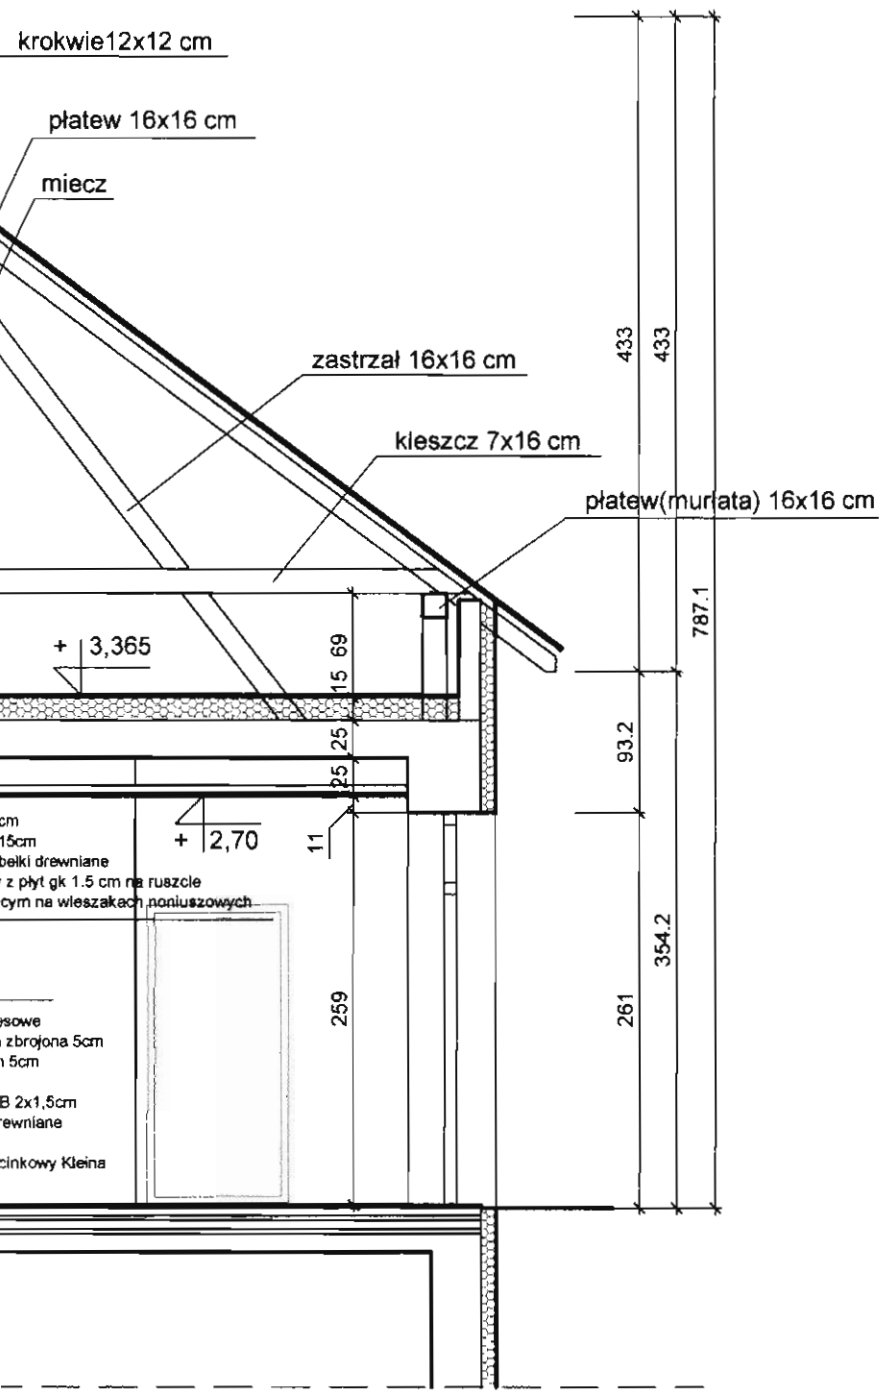 krokwie12x12 cm
płatew 16x16 cm
miecz
433
433
zastrzał 16x16 cm
kleszcz 7x16 cm
płatew(murłata) 16x16 cm
787.1
+ 3,365
69
15
25
25
93.2
11
+ 2,70
cm
15cm
belki drewniane
z płyt gk 1.5 cm na ruszcie
cym na wieszakach noniuszowych
354.2
259
261
esowe
zbrojona 5cm
5cm
B 2x1,5cm
rewniane
cinkowy Kleina